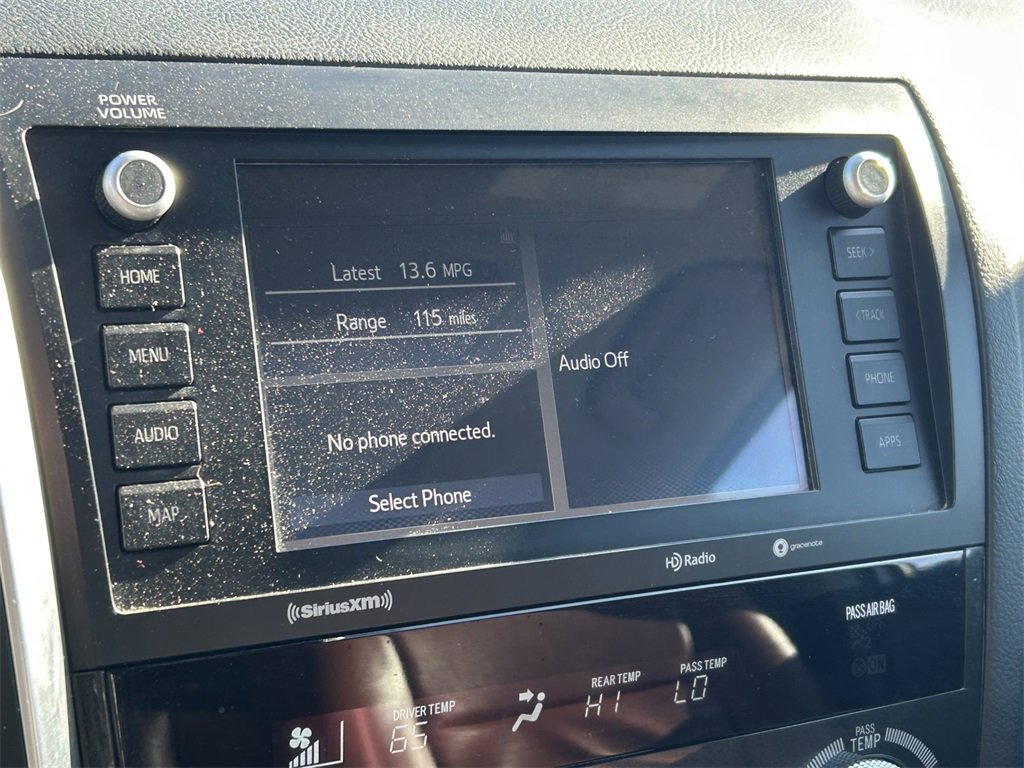 POWER
VOLUME
HOME
MENU
AUDIO
MAP
Latest 13.6 MPG
Range 115 miles
No phone connected.
Select Phone
Audio Off
SEEK >
< TRACK
PHONE
APPS
((SiriusXM))
HD Radio
gracenote
PASS AIR BAG
ON
DRIVER TEMP
65
REAR TEMP
HI
PASS TEMP
LO
PASS
TEMP